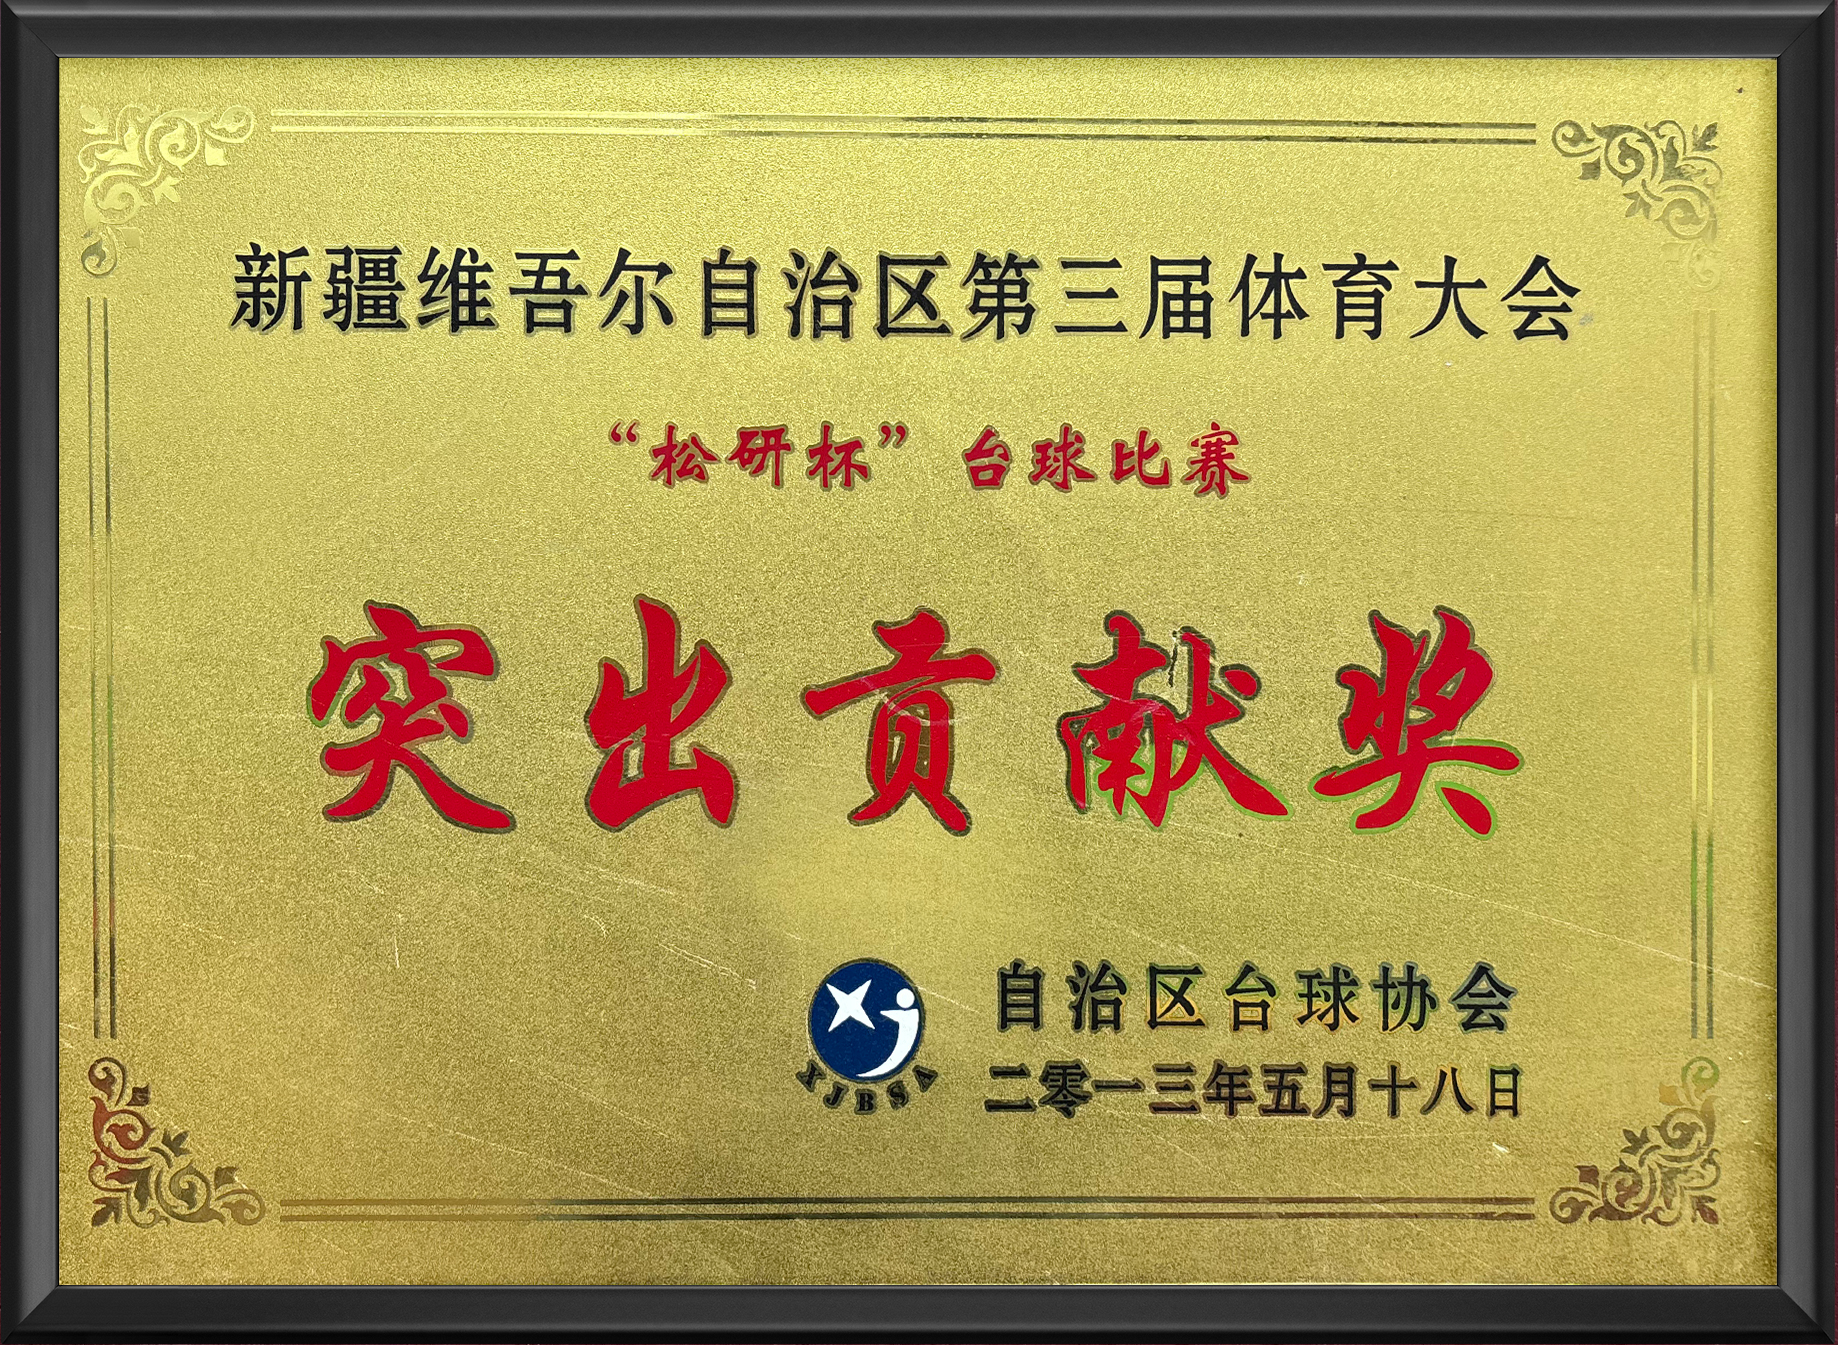 新疆维吾尔自治区第三届体育大会
“松研杯”台球比赛
突出贡献奖
自治区台球协会
XJBSA
二零一三年五月十八日